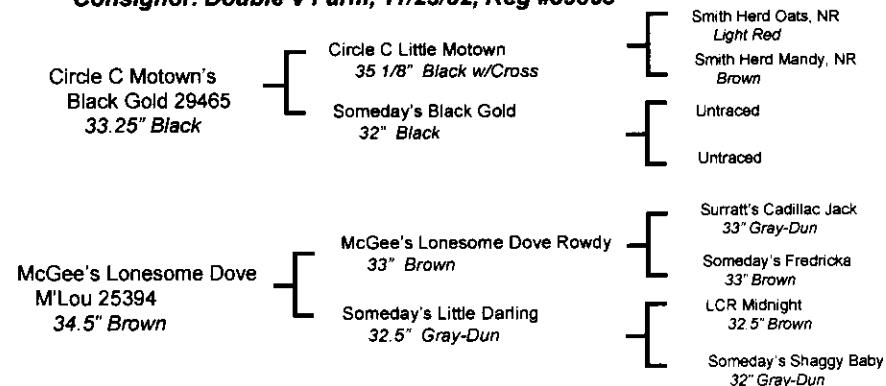 Consignor: Double V Farm, Reg
Smith Herd Oats, NR
Light Red
Circle C Little Motown
35 1/8" Black w/Cross
Smith Herd Mandy, NR
Brown
Circle C Motown's
Black Gold 29465
33.25" Black
Someday's Black Gold
32" Black
Untraced
Untraced
Surratt's Cadillac Jack
33" Gray-Dun
McGee's Lonesome Dove Rowdy
33" Brown
Someday's Fredricka
33" Brown
McGee's Lonesome Dove
M'Lou 25394
34.5" Brown
Someday's Little Darling
32.5" Gray-Dun
LCR Midnight
32.5" Brown
Someday's Shaggy Baby
32" Gray-Dun